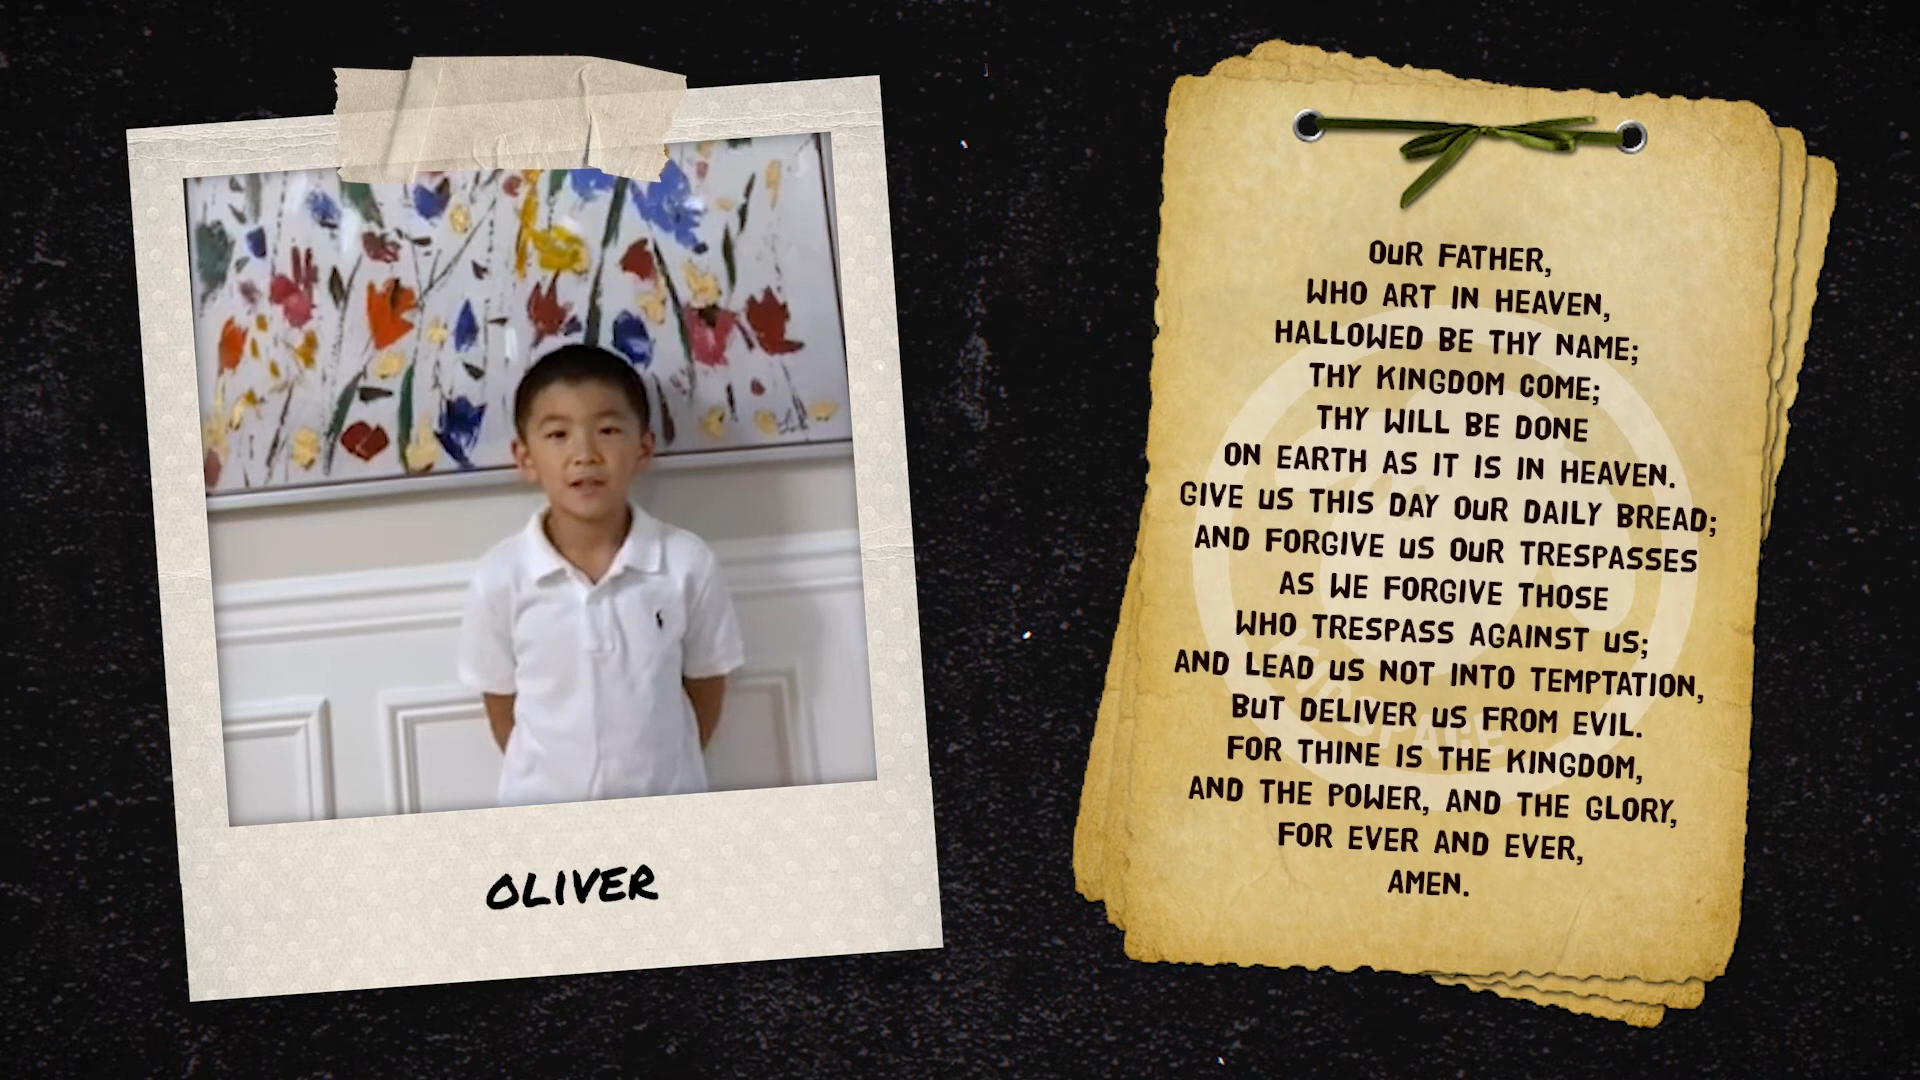 OLIVER
OUR FATHER,
WHO ART IN HEAVEN,
HALLOWED BE THY NAME;
THY KINGDOM COME;
THY WILL BE DONE
ON EARTH AS IT IS IN HEAVEN.
GIVE US THIS DAY OUR DAILY BREAD;
AND FORGIVE US OUR TRESPASSES
AS WE FORGIVE THOSE
WHO TRESPASS AGAINST US;
AND LEAD US NOT INTO TEMPTATION,
BUT DELIVER US FROM EVIL.
FOR THINE IS THE KINGDOM,
AND THE POWER, AND THE GLORY,
FOR EVER AND EVER,
AMEN.